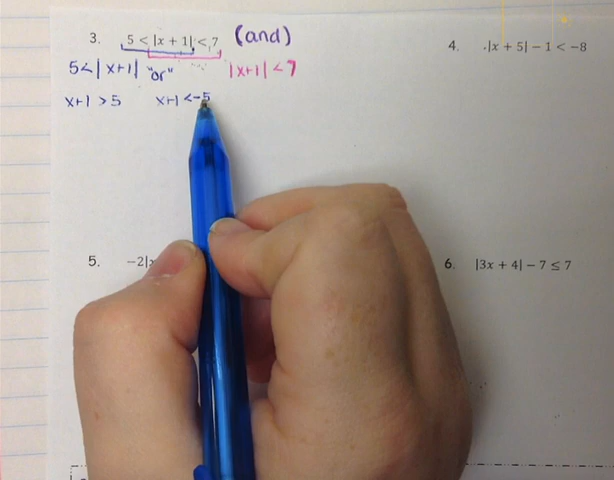 3. 5 < |x + 1| < 7 (and)
5 < |x+1| "or" |x+1| < 7
x+1 > 5 x+1 < -5
4. |x + 5| − 1 < −8
5. −2|x
6. |3x + 4| − 7 ≤ 7